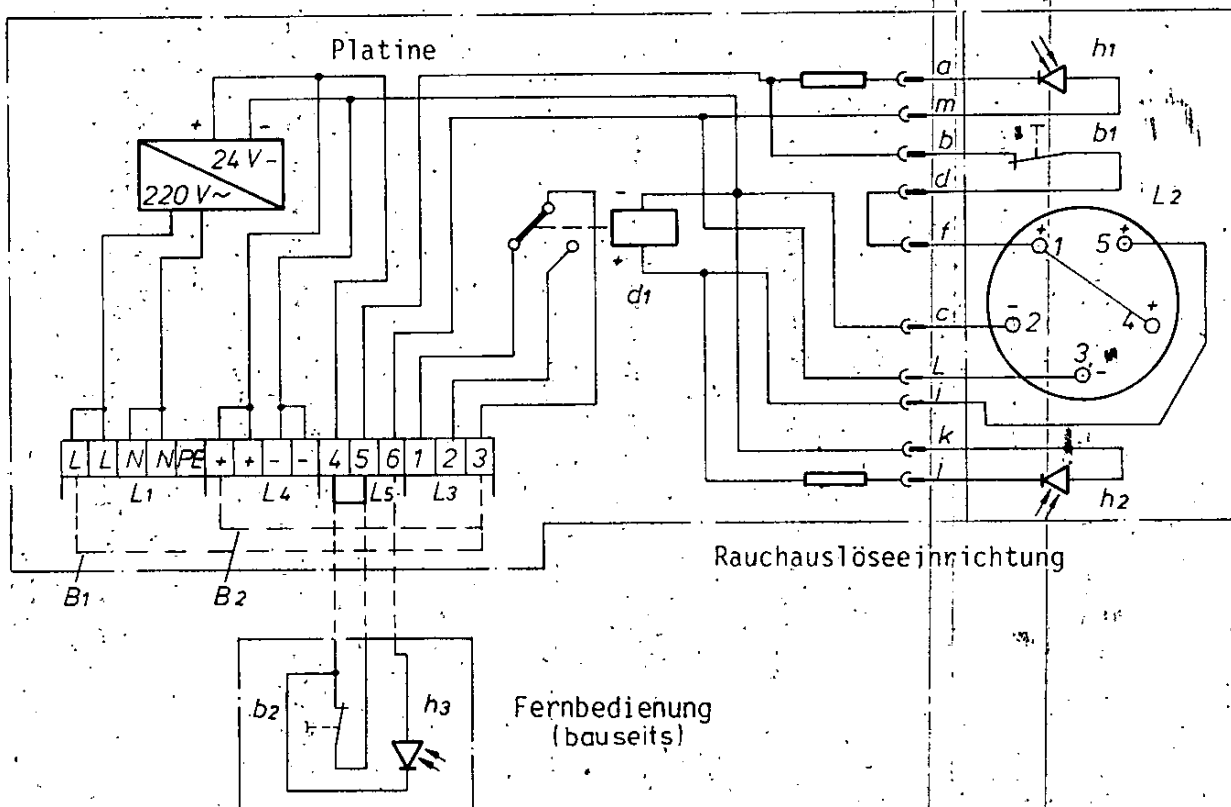 Platine
a
h1
m
+ -
24 V-
220 V~
b
b1
d
L2
-
f
+ 1
+ 5
+
d1
c
- 2
+ 4
L
3 -
k
L L N N PE + + - - 4 5 6 1 2 3
L1 L4 L5 L3
h2
Rauchauslöseeinrichtung
B1
B2
b2
h3
Fernbedienung
(bauseits)